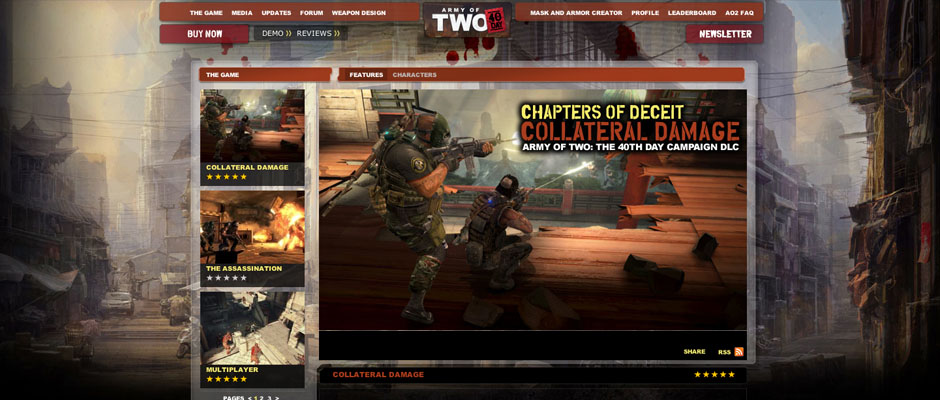 THE GAME MEDIA UPDATES FORUM WEAPON DESIGN
ARMY OF
TWO
40
DAY
MASK AND ARMOR CREATOR PROFILE LEADERBOARD AO2 FAQ
BUY NOW
DEMO » REVIEWS »
NEWSLETTER
THE GAME
FEATURES CHARACTERS
COLLATERAL DAMAGE
THE ASSASSINATION
MULTIPLAYER
PAGES < 1 2 3 >
CHAPTERS OF DECEIT
COLLATERAL DAMAGE
ARMY OF TWO: THE 40TH DAY CAMPAIGN DLC
SHARE RSS
COLLATERAL DAMAGE